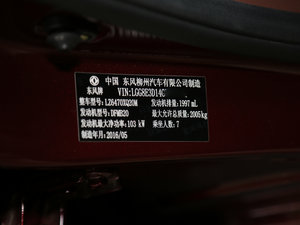 中国 东风柳州汽车有限公司制造
东风牌 VIN:LGG8E3D14C
整车型号:LZ6470XQ20M 发动机排量:1997 mL
发动机型号:DFMB20 最大允许总质量:2005kg
发动机最大净功率:103 kW 乘坐人数:7
制造年月:2016/05